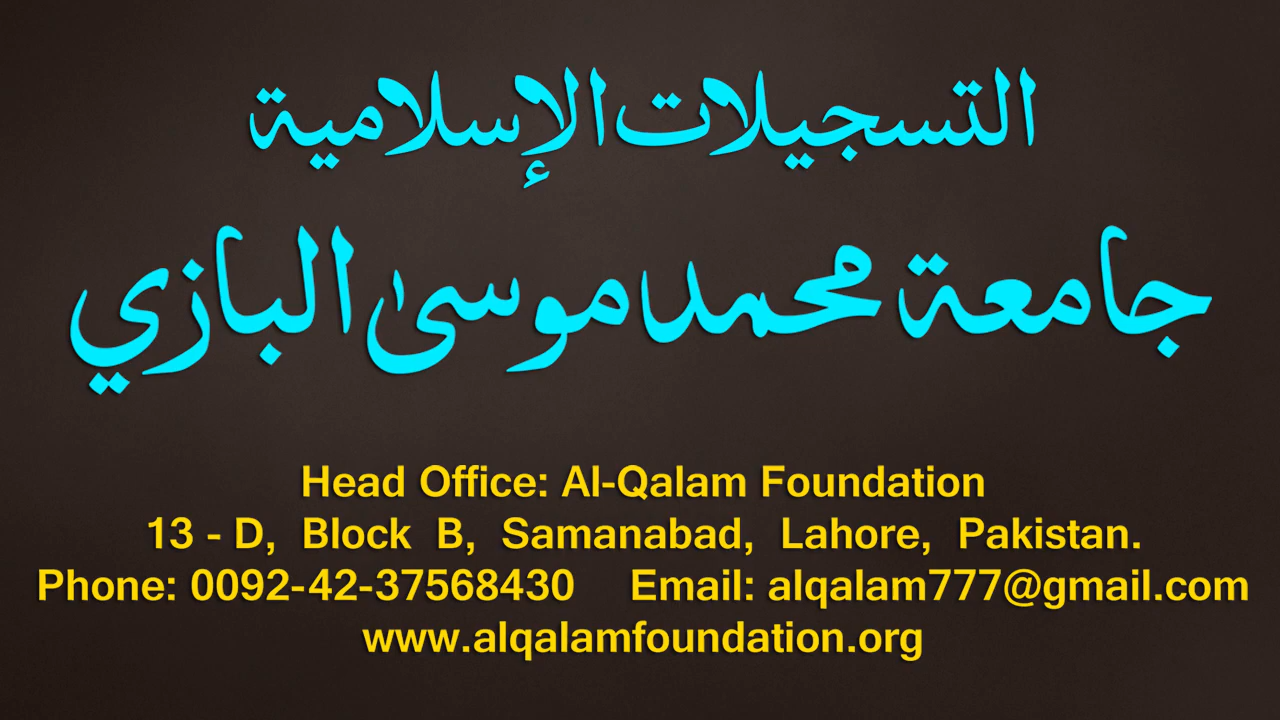 التسجيلات الإسلامية
جامعة محمد موسىٰ البازي
Head Office: Al-Qalam Foundation
13 - D, Block B, Samanabad, Lahore, Pakistan.
Phone: 0092-42-37568430 Email: alqalam777@gmail.com
www.alqalamfoundation.org